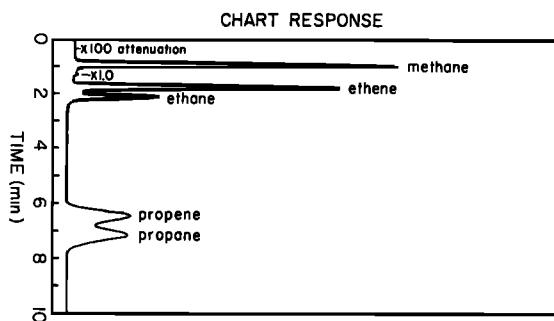 CHART RESPONSE
0
-X100 attenuation
methane
-X1.0
2
ethene
ethane
4
TIME (min)
6
propene
propane
8
10